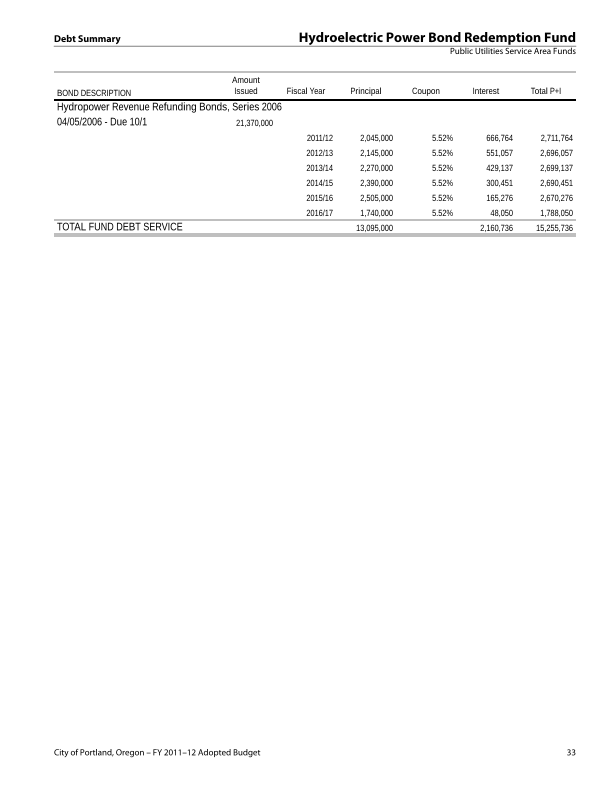 Debt Summary Hydroelectric Power Bond Redemption Fund
Public Utilities Service Area Funds
BOND DESCRIPTION Amount Issued Fiscal Year Principal Coupon Interest Total P+I
Hydropower Revenue Refunding Bonds, Series 2006
04/05/2006 - Due 10/1 21,370,000
2011/12 2,045,000 5.52% 666,764 2,711,764
2012/13 2,145,000 5.52% 551,057 2,696,057
2013/14 2,270,000 5.52% 429,137 2,699,137
2014/15 2,390,000 5.52% 300,451 2,690,451
2015/16 2,505,000 5.52% 165,276 2,670,276
2016/17 1,740,000 5.52% 48,050 1,788,050
TOTAL FUND DEBT SERVICE 13,095,000 2,160,736 15,255,736
City of Portland, Oregon – FY 2011–12 Adopted Budget 33